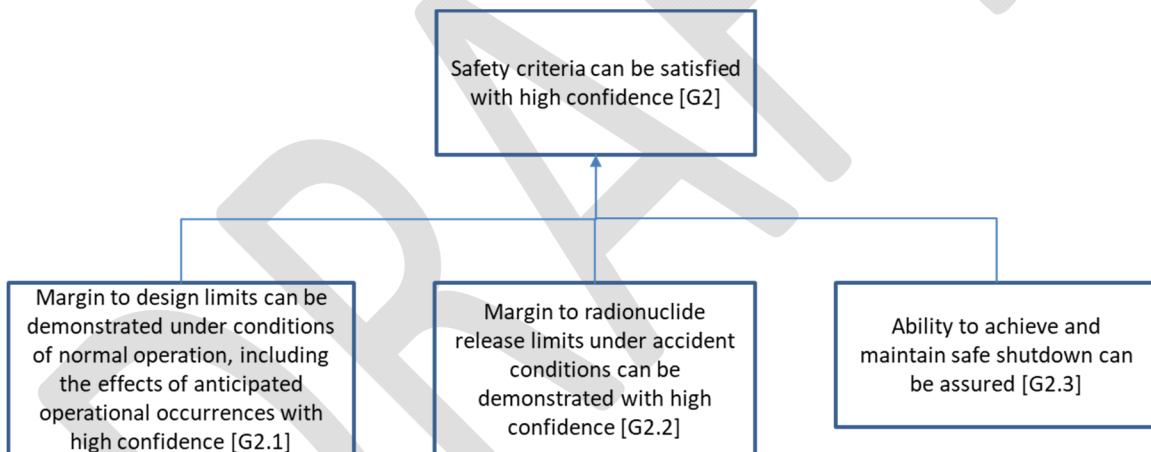 Safety criteria can be satisfied
with high confidence [G2]
Margin to design limits can be
demonstrated under conditions
of normal operation, including
the effects of anticipated
operational occurrences with
high confidence [G2.1]
Margin to radionuclide
release limits under accident
conditions can be
demonstrated with high
confidence [G2.2]
Ability to achieve and
maintain safe shutdown can
be assured [G2.3]
DRAFT